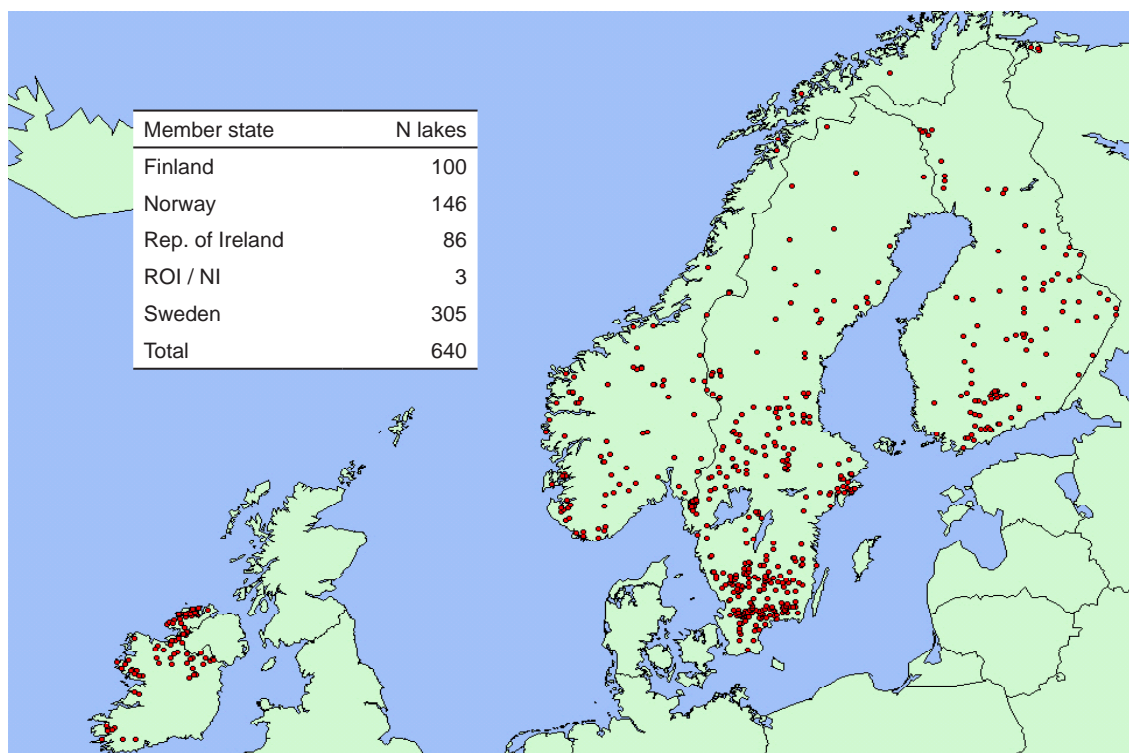 Member state N lakes
Finland 100
Norway 146
Rep. of Ireland 86
ROI / NI 3
Sweden 305
Total 640